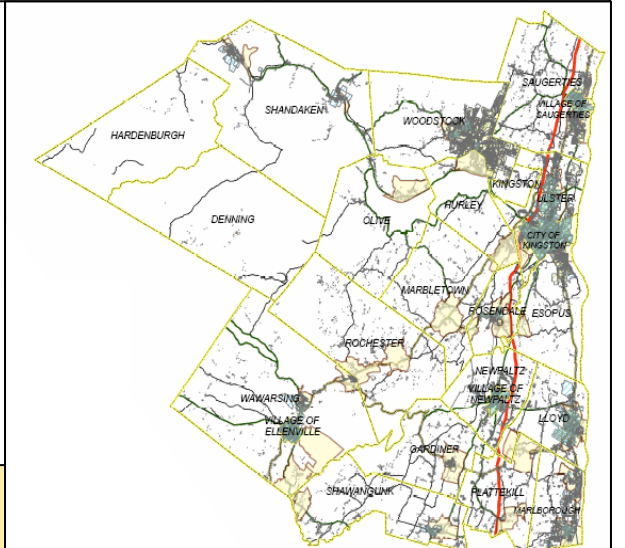 SAUGERTIES
VILLAGE OF
SAUGERTIES
SHANDAKEN
WOODSTOCK
HARDENBURGH
KINGSTON
ULSTER
HURLEY
DENNING
OLIVE
CITY OF
KINGSTON
MARBLETOWN
ROSENDALE
ESOPUS
ROCHESTER
NEWPALTZ
VILLAGE OF
NEWPALTZ
WAWARSING
LLOYD
VILLAGE OF
ELLENVILLE
GARDINER
SHAWANGUNK
PLATTEKILL
MARLBOROUGH